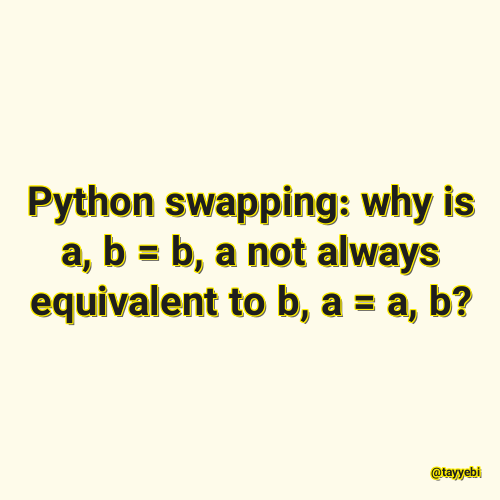 Python swapping: why is
a, b = b, a not always
equivalent to b, a = a, b?
@tayyebi